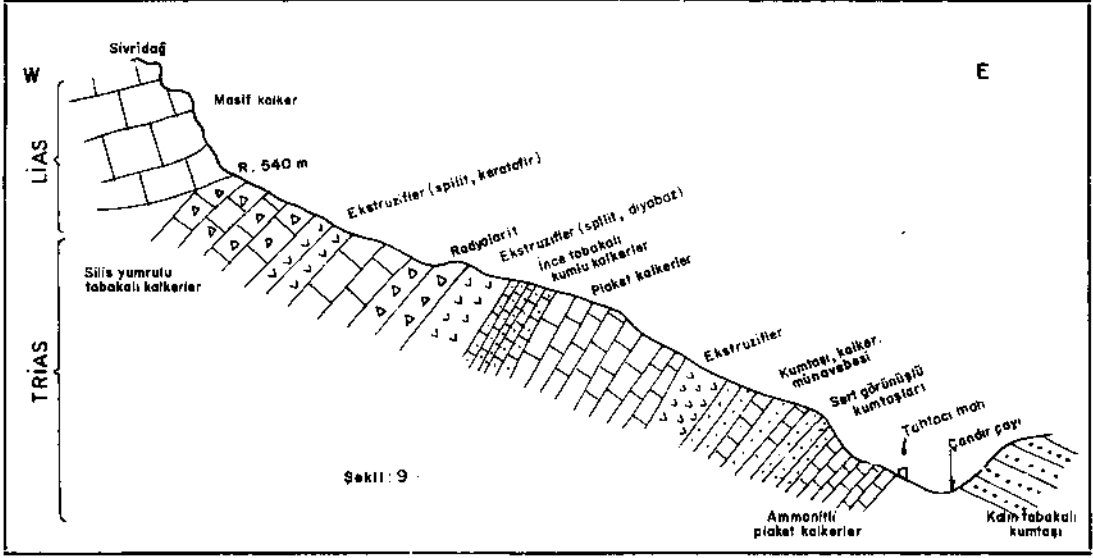 Sivridağ
W
E
Masif kalker
LİAS
R. 540 m
Ekstruzifler (spilit, keratofir)
Radyolarit
Ekstruzifler (spilit, diyabaz)
İnce tabakalı
kumlu kalkerler
Plaket kalkerler
Silis yumrulu
tabakalı kalkerler
TRİAS
Ekstruzifler
Kumtaşı, kalker.
münavebesi
Sert görünüşlü
kumtaşları
Tahtacı mah
Çandır çayı
Şekil: 9
Ammonitli
plaket kalkerler
Kalın tabakalı
kumtaşı